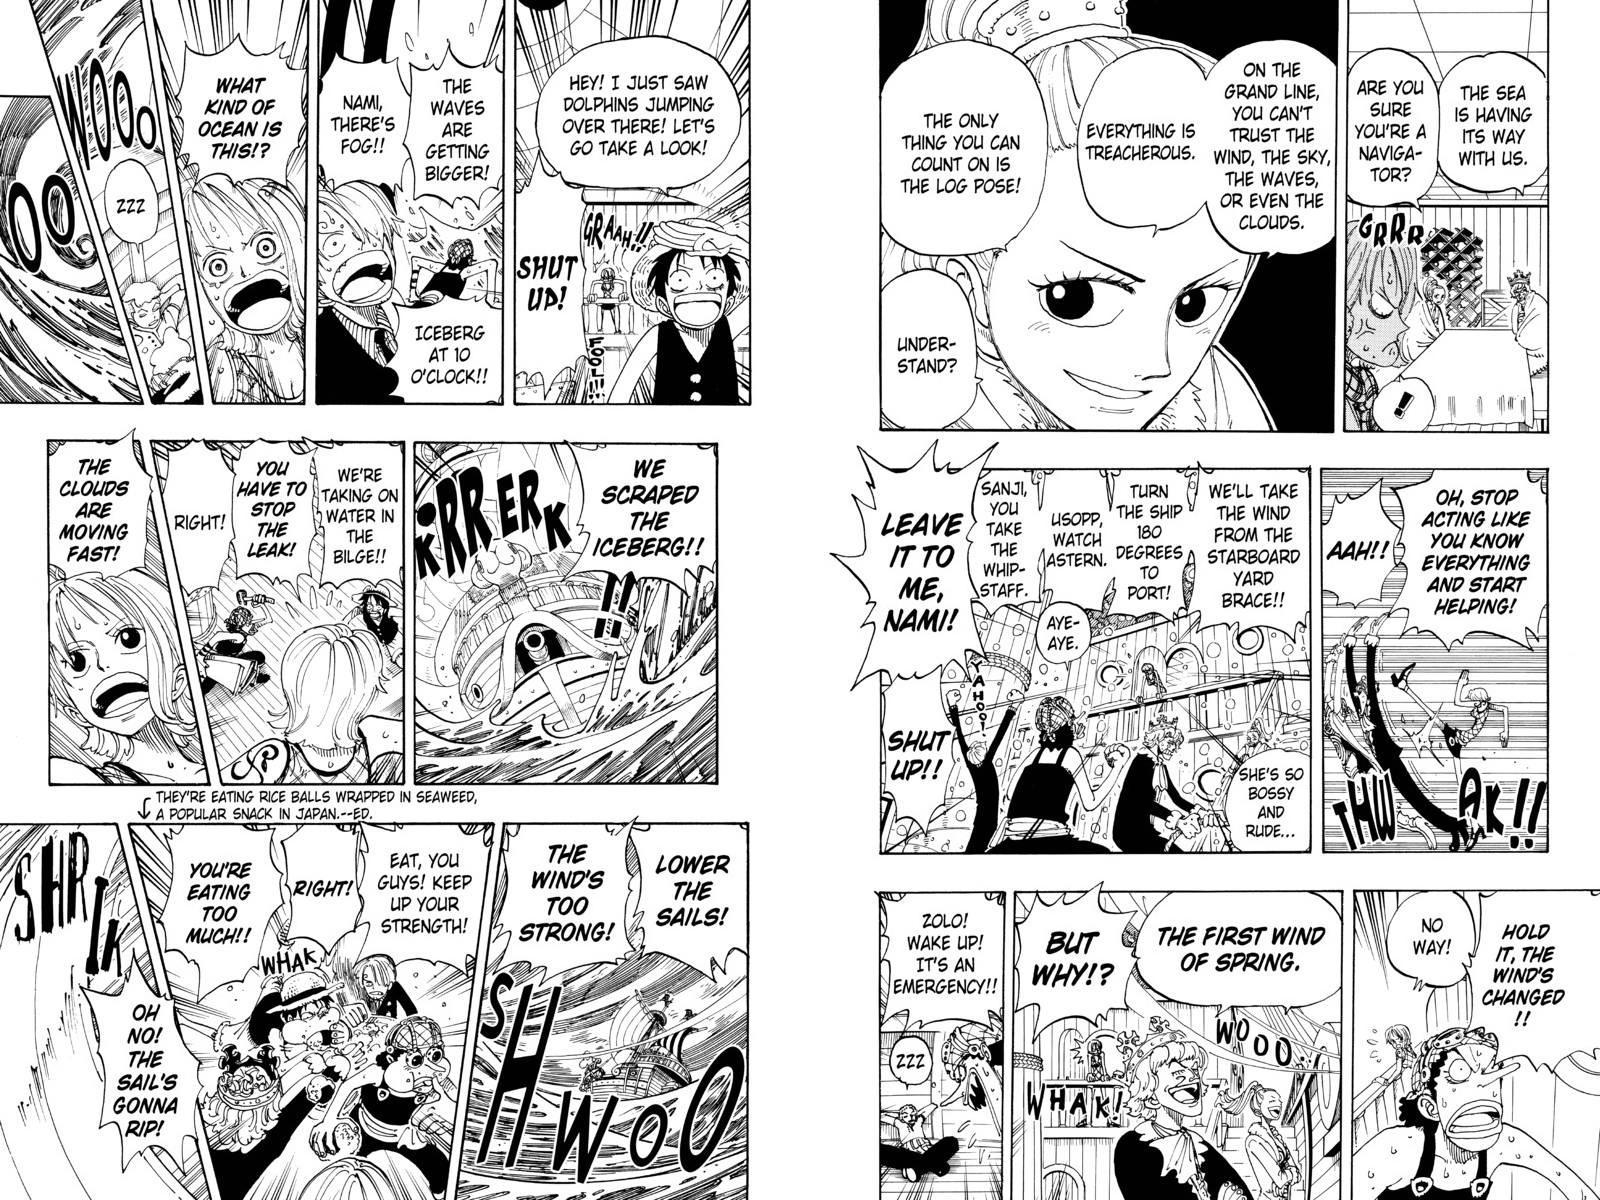 THE SEA
IS HAVING
ITS WAY
WITH US.
ARE YOU
SURE
YOU'RE A
NAVIGA-
TOR?
GRRR
!
ON THE
GRAND LINE,
YOU CAN'T
TRUST THE
WIND, THE SKY,
THE WAVES,
OR EVEN THE
CLOUDS.
EVERYTHING IS
TREACHEROUS.
THE ONLY
THING YOU CAN
COUNT ON IS
THE LOG POSE!
UNDER-
STAND?
OH, STOP
ACTING LIKE
YOU KNOW
EVERYTHING
AND START
HELPING!
AAH!!
THWAK!!
WE'LL TAKE
THE WIND
FROM THE
STARBOARD
YARD
BRACE!!
TURN
THE SHIP
180
DEGREES
TO
PORT!
USOPP,
WATCH
ASTERN.
AYE-
AYE.
SANJI,
YOU
TAKE
THE
WHIP-
STAFF.
SHE'S SO
BOSSY
AND
RUDE...
YAHOO!
LEAVE
IT TO
ME,
NAMI!
SHUT
UP!!
HOLD
IT, THE
WIND'S
CHANGED
!!
NO
WAY!
THE FIRST WIND
OF SPRING.
WOOO
BUT
WHY!?
WHAK!
ZOLO!
WAKE UP!
IT'S AN
EMERGENCY!!
ZZZ
HEY! I JUST SAW
DOLPHINS JUMPING
OVER THERE! LET'S
GO TAKE A LOOK!
GRAAH!!
SHUT
UP!
FOOL!!!
THE
WAVES
ARE
GETTING
BIGGER!
NAMI,
THERE'S
FOG!!
ICEBERG
AT 10
O'CLOCK!!
WHAT
KIND OF
OCEAN IS
THIS!?
ZZZ
WOOO
OO
WE
SCRAPED
THE
ICEBERG!!
KRRRERK
!!
WE'RE
TAKING ON
WATER IN
THE
BILGE!!
YOU
HAVE TO
STOP
THE
LEAK!
RIGHT!
THE
CLOUDS
ARE
MOVING
FAST!
LOWER
THE
SAILS!
THE
WIND'S
TOO
STRONG!
SHWOO
EAT, YOU
GUYS! KEEP
UP YOUR
STRENGTH!
RIGHT!
YOU'RE
EATING
TOO
MUCH!!
WHAK
THEY'RE EATING RICE BALLS WRAPPED IN SEAWEED,
A POPULAR SNACK IN JAPAN.--ED.
SHRIK
OH
NO!
THE
SAIL'S
GONNA
RIP!